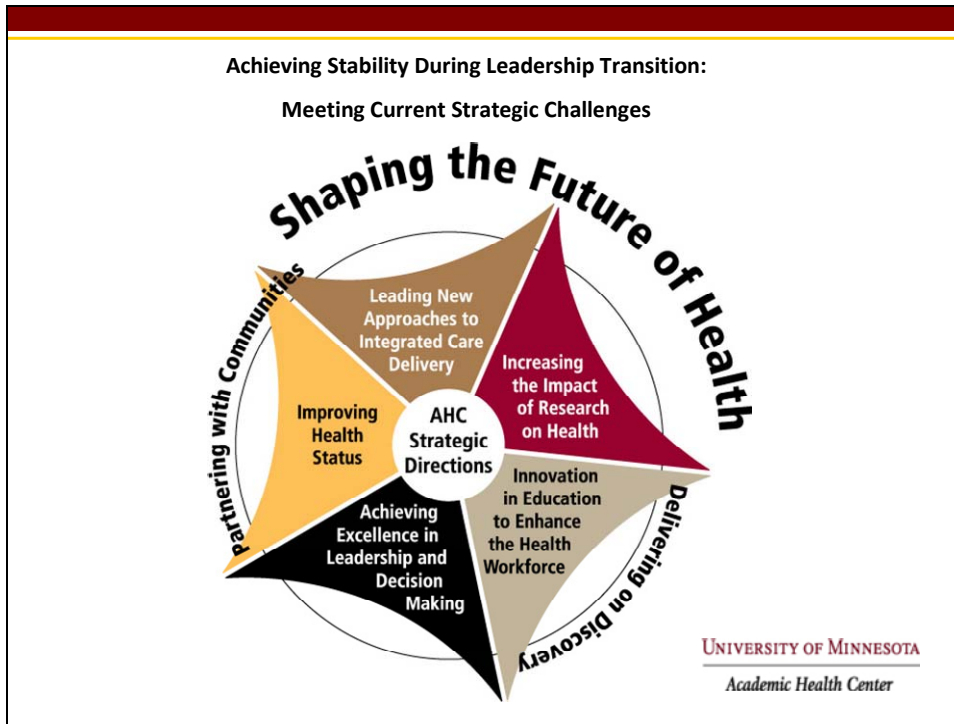 Achieving Stability During Leadership Transition:
Meeting Current Strategic Challenges
Shaping the Future of Health
Partnering with Communities
Leading New
Approaches to
Integrated Care
Delivery
Increasing
the Impact
of Research
on Health
Improving
Health
Status
AHC
Strategic
Directions
Innovation
in Education
to Enhance
the Health
Workforce
Achieving
Excellence in
Leadership and
Decision
Making
Delivering on Discovery
UNIVERSITY OF MINNESOTA
Academic Health Center